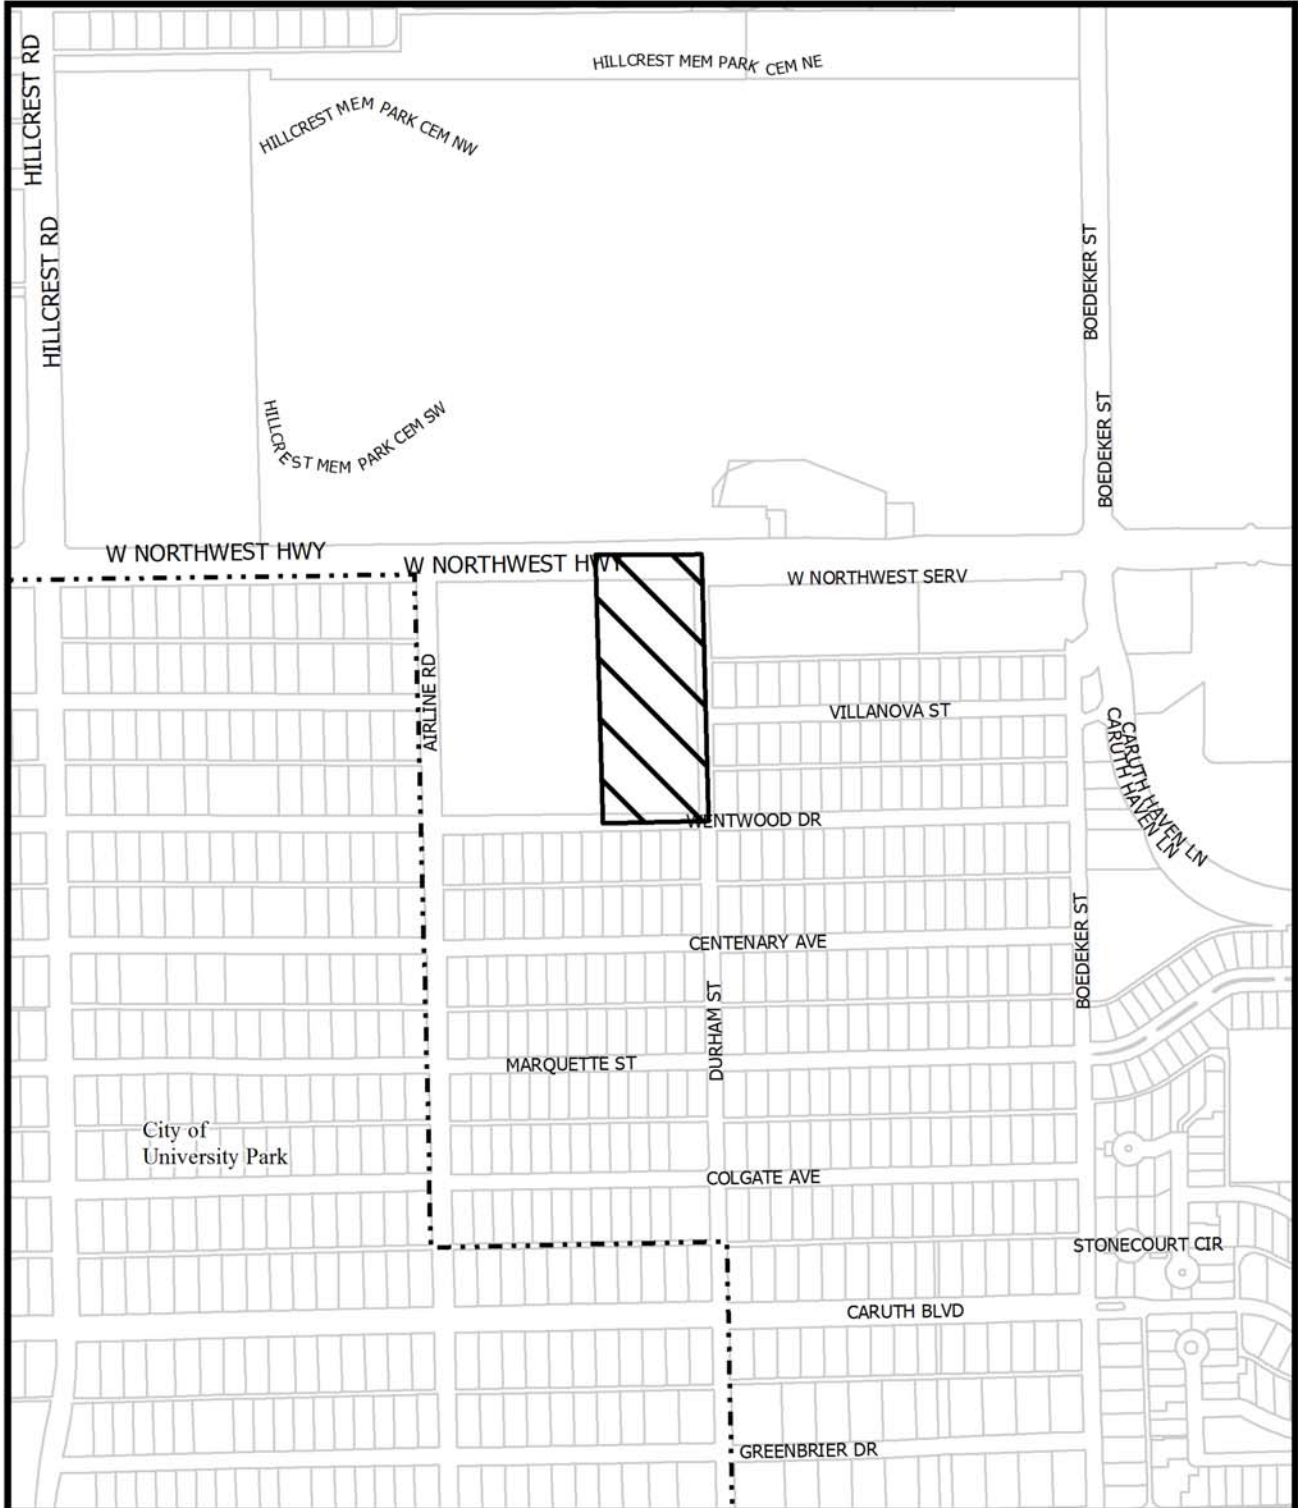 HILLCREST RD
HILLCREST MEM PARK CEM NE
HILLCREST MEM PARK CEM NW
HILLCREST RD
BOEDEKER ST
HILLCREST MEM PARK CEM SW
BOEDEKER ST
W NORTHWEST HWY
W NORTHWEST HWY
W NORTHWEST SERV
AIRLINE RD
VILLANOVA ST
CARUTH HAVEN LN
CARUTH HAVEN LN
WENTWOOD DR
BOEDEKER ST
CENTENARY AVE
DURHAM ST
MARQUETTE ST
City of
University Park
COLGATE AVE
STONECOURT CIR
CARUTH BLVD
GREENBRIER DR